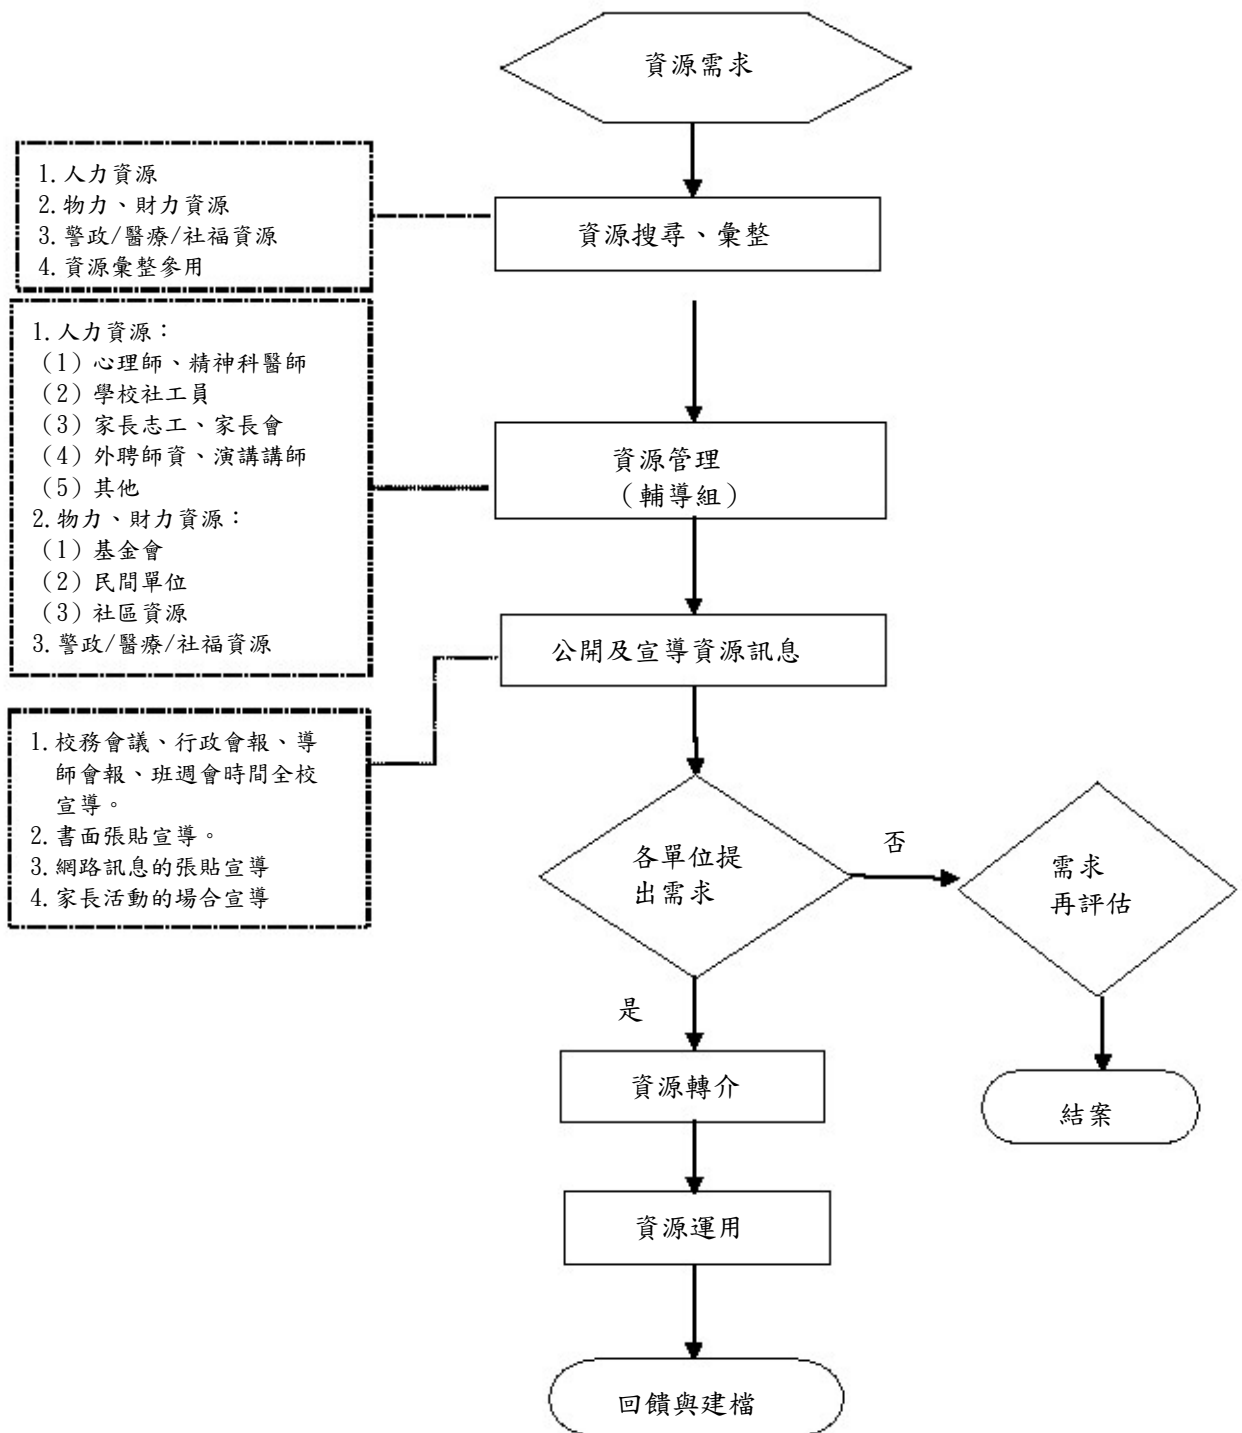 資源需求
1.人力資源
2.物力、財力資源
3.警政/醫療/社福資源
4.資源彙整參用
資源搜尋、彙整
1.人力資源：
（1）心理師、精神科醫師
（2）學校社工員
（3）家長志工、家長會
（4）外聘師資、演講講師
（5）其他
2.物力、財力資源：
（1）基金會
（2）民間單位
（3）社區資源
3.警政/醫療/社福資源
資源管理
（輔導組）
公開及宣導資源訊息
1.校務會議、行政會報、導
師會報、班週會時間全校
宣導。
2.書面張貼宣導。
3.網路訊息的張貼宣導
4.家長活動的場合宣導
各單位提
出需求
否
需求
再評估
是
資源轉介
結案
資源運用
回饋與建檔